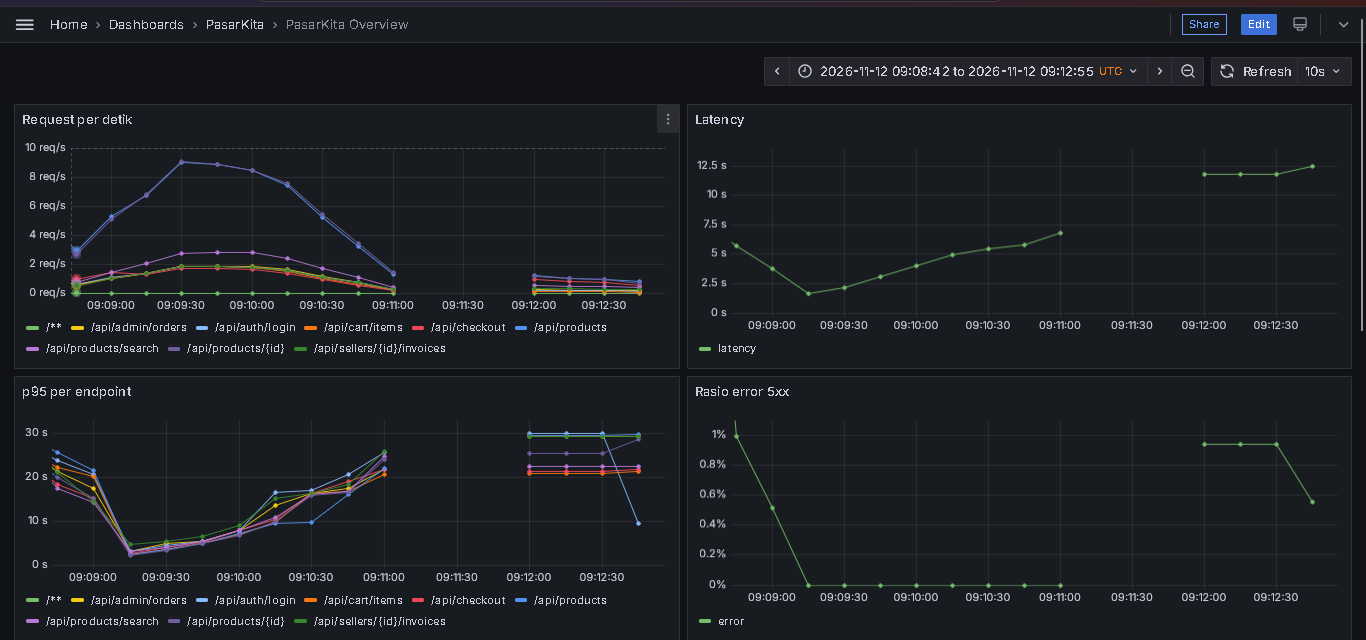 Home › Dashboards › PasarKita › PasarKita Overview
Share Edit
2026-11-12 09:08:42 to 2026-11-12 09:12:55 UTC
Refresh 10s
Request per detik
10 req/s
8 req/s
6 req/s
4 req/s
2 req/s
0 req/s
09:09:00 09:09:30 09:10:00 09:10:30 09:11:00 09:11:30 09:12:00 09:12:30
/** /api/admin/orders /api/auth/login /api/cart/items /api/checkout /api/products
/api/products/search /api/products/{id} /api/sellers/{id}/invoices
Latency
12.5 s
10 s
7.5 s
5 s
2.5 s
0 s
09:09:00 09:09:30 09:10:00 09:10:30 09:11:00 09:11:30 09:12:00 09:12:30
latency
p95 per endpoint
30 s
20 s
10 s
0 s
09:09:00 09:09:30 09:10:00 09:10:30 09:11:00 09:11:30 09:12:00 09:12:30
/** /api/admin/orders /api/auth/login /api/cart/items /api/checkout /api/products
/api/products/search /api/products/{id} /api/sellers/{id}/invoices
Rasio error 5xx
1%
0.8%
0.6%
0.4%
0.2%
0%
09:09:00 09:09:30 09:10:00 09:10:30 09:11:00 09:11:30 09:12:00 09:12:30
error